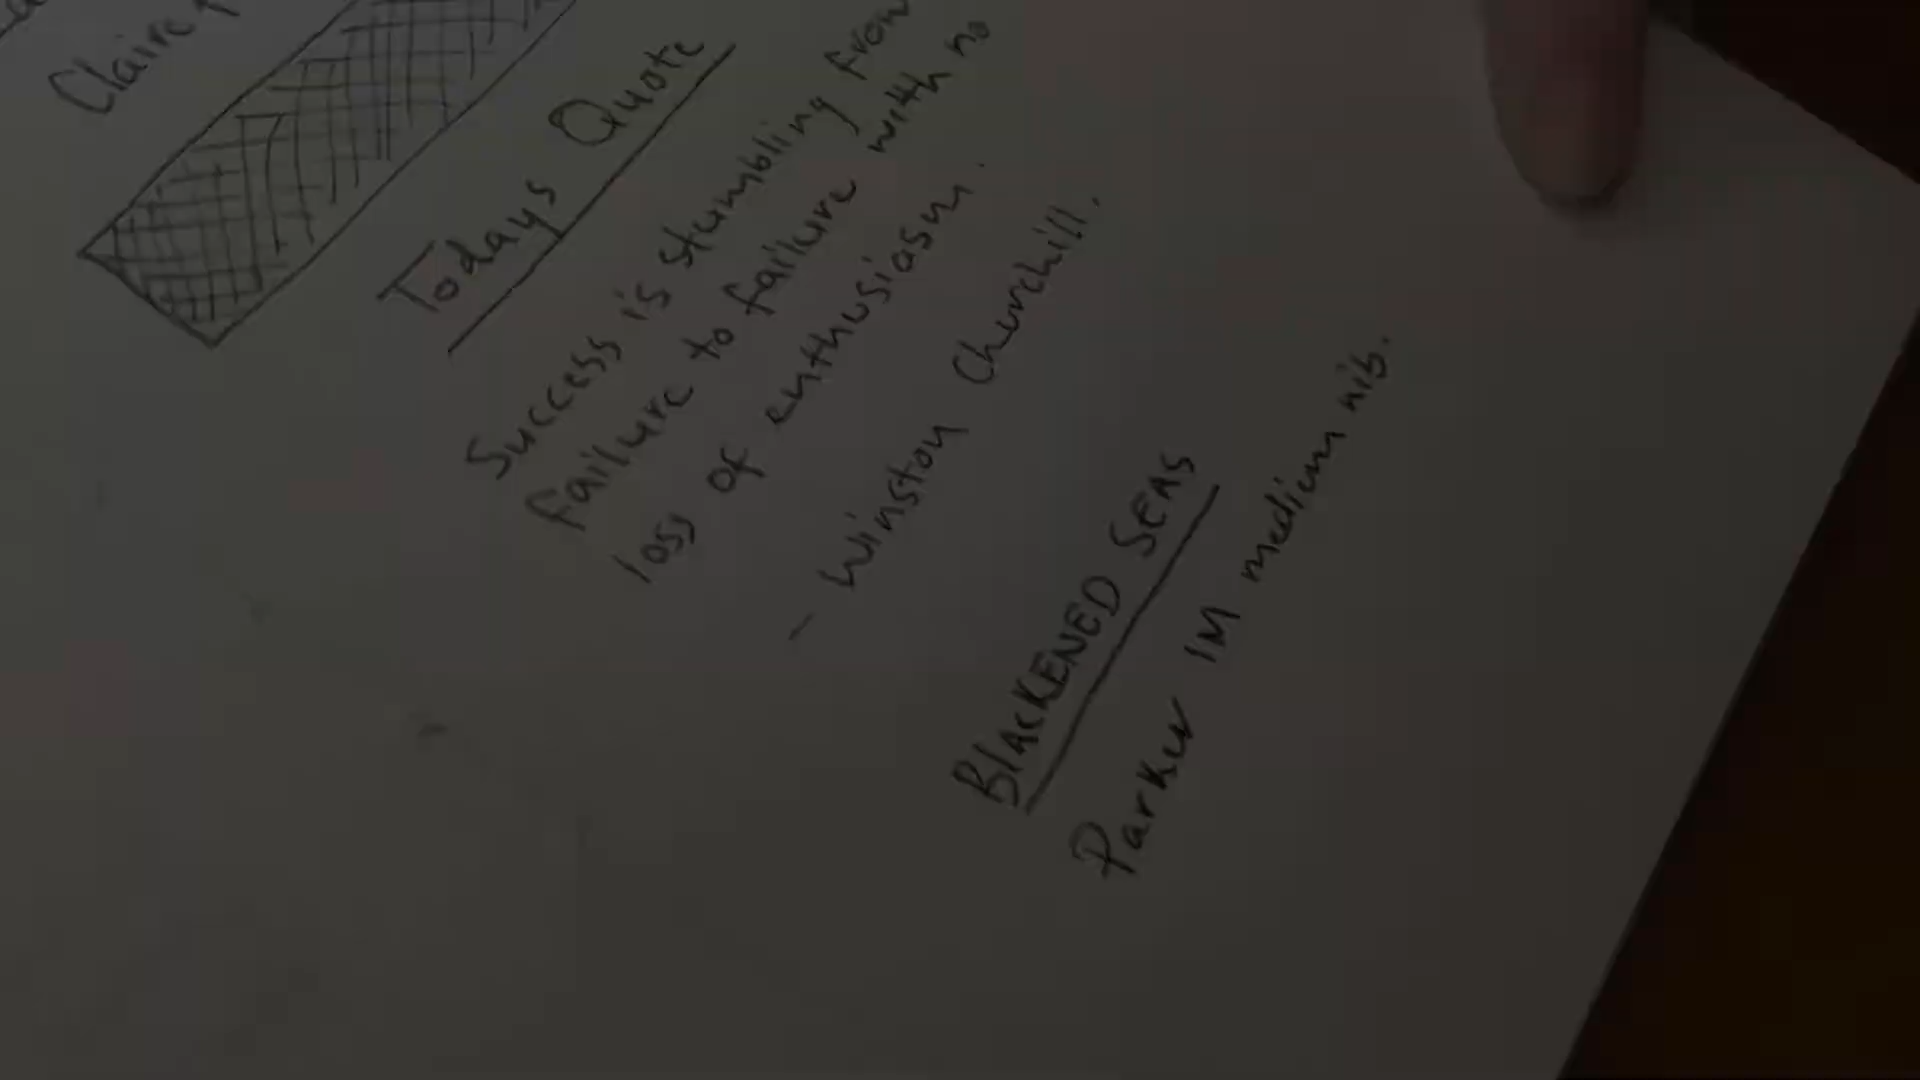 Claire
Todays Quote
Success is stumbling from
failure to failure with no
loss of enthusiasm.
- Winston Churchill.
BLACKENED SEAS
Parker IM medium nib.